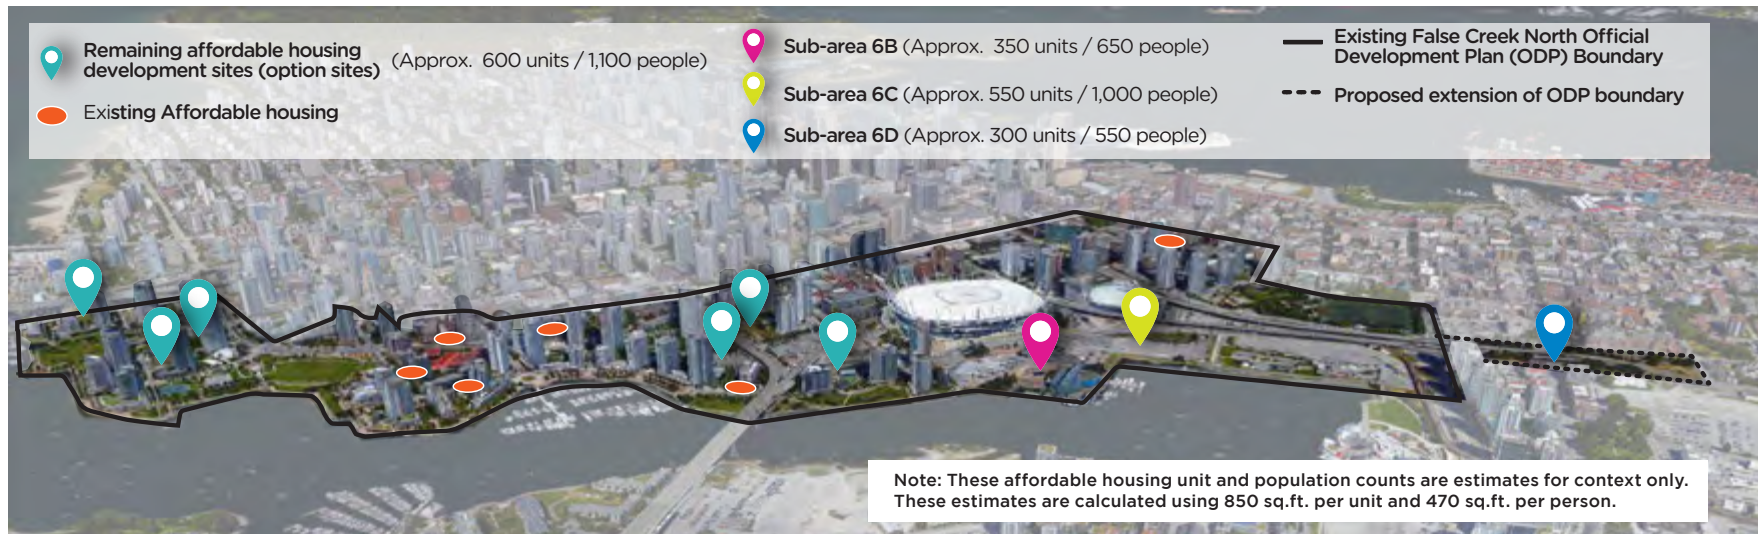 Remaining affordable housing
development sites (option sites) (Approx. 600 units / 1,100 people)
Existing Affordable housing
Sub-area 6B (Approx. 350 units / 650 people)
Sub-area 6C (Approx. 550 units / 1,000 people)
Sub-area 6D (Approx. 300 units / 550 people)
Existing False Creek North Official
Development Plan (ODP) Boundary
Proposed extension of ODP boundary
Note: These affordable housing unit and population counts are estimates for context only.
These estimates are calculated using 850 sq.ft. per unit and 470 sq.ft. per person.